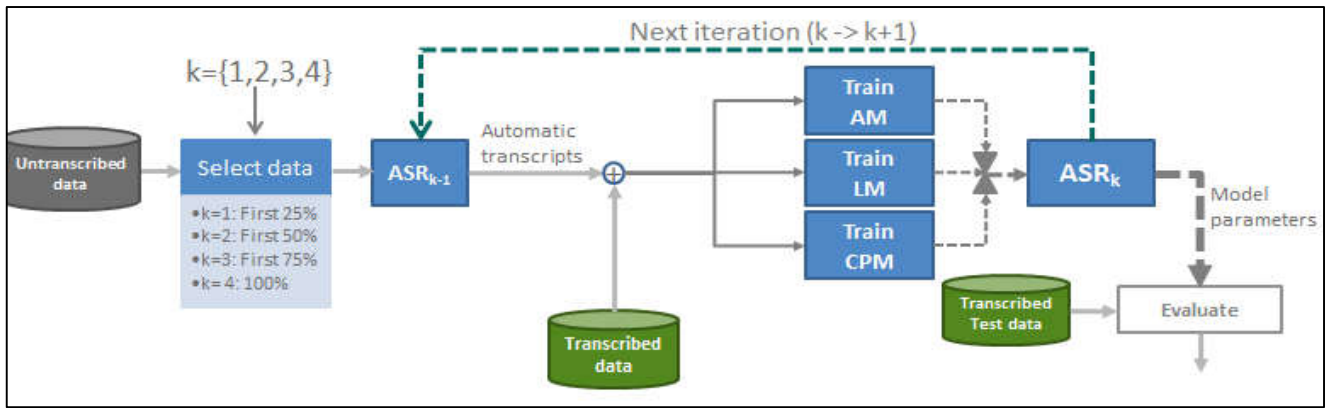 Next iteration (k -> k+1)
k={1,2,3,4}
Untranscribed
data
Select data
•k=1: First 25%
•k=2: First 50%
•k=3: First 75%
•k= 4: 100%
ASRk-1
Automatic
transcripts
+
Transcribed
data
Train
AM
Train
LM
Train
CPM
ASRk
Model
parameters
Transcribed
Test data
Evaluate